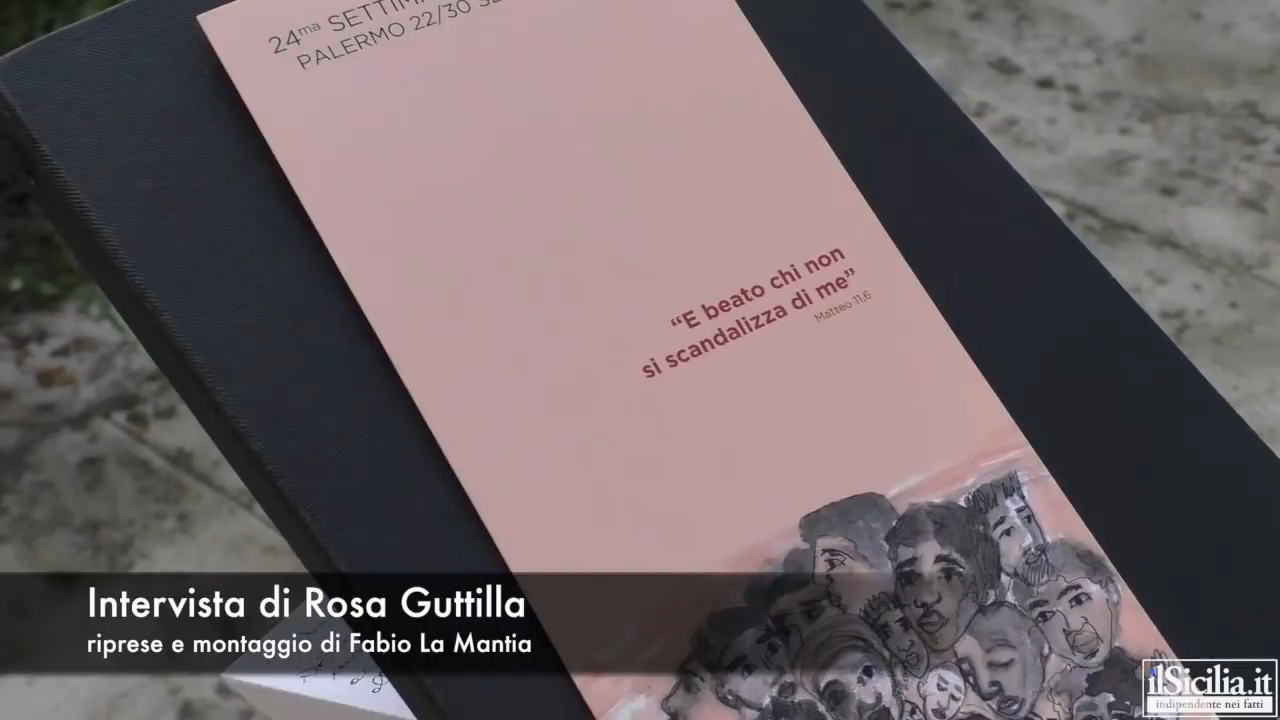 24ma SETTIM
PALERMO 22/30 SE
“E beato chi non
si scandalizza di me”
Matteo 11,6
Intervista di Rosa Guttilla
riprese e montaggio di Fabio La Mantia
ilSicilia.it
indipendente nei fatti